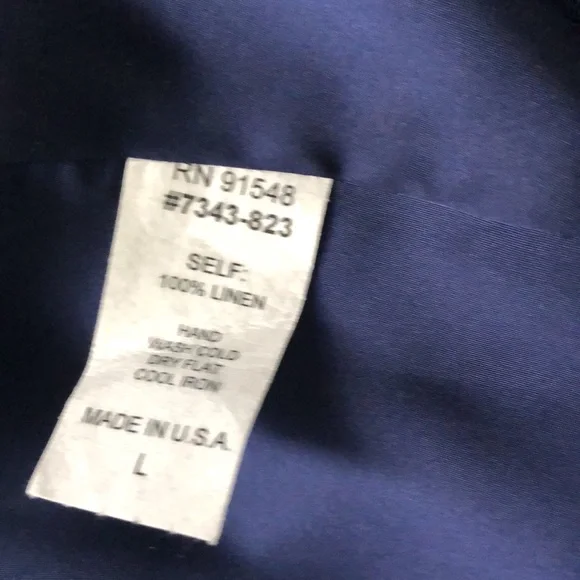 RN 91548
#7343-823
SELF:
100% LINEN
HAND
WASH COLD
DRY FLAT
COOL IRON
MADE IN U.S.A.
L